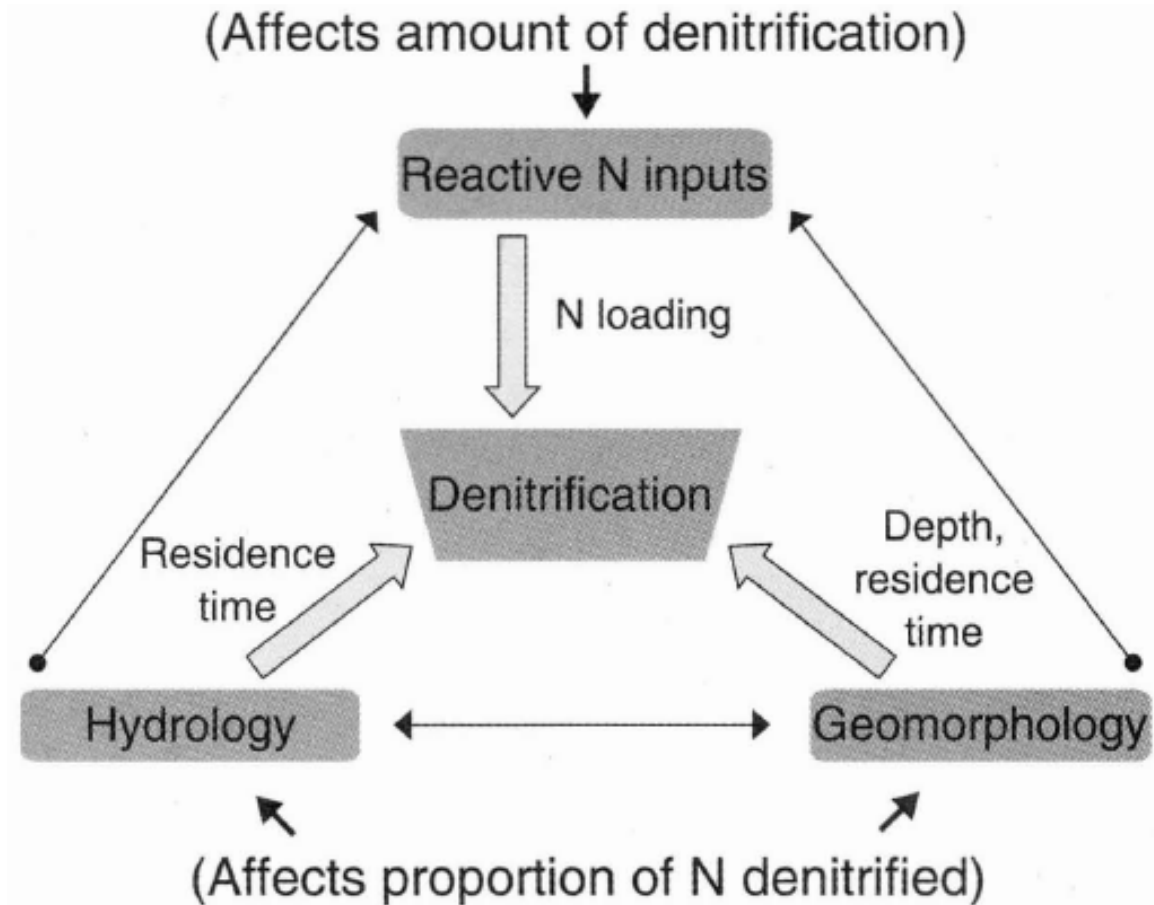 (Affects amount of denitrification)
Reactive N inputs
N loading
Denitrification
Residence
time
Depth,
residence
time
Hydrology
Geomorphology
(Affects proportion of N denitrified)